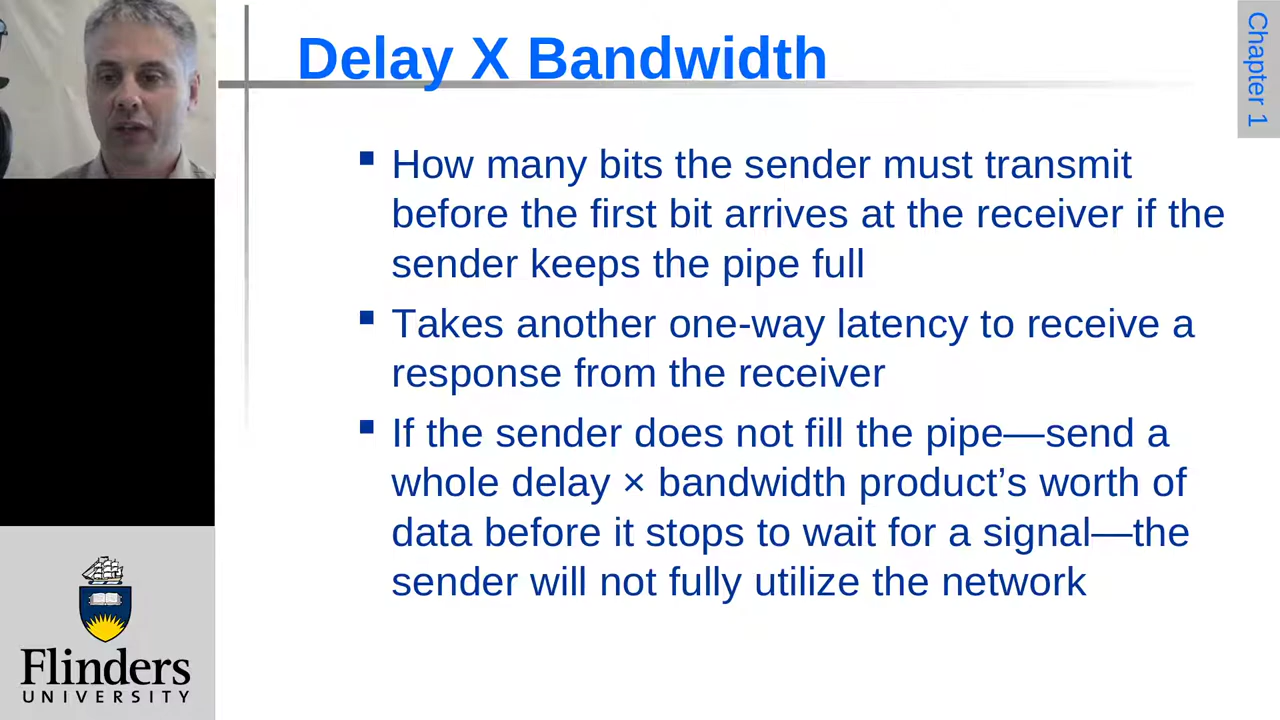 Delay X Bandwidth
Chapter 1
▪ How many bits the sender must transmit
before the first bit arrives at the receiver if the
sender keeps the pipe full
▪ Takes another one-way latency to receive a
response from the receiver
▪ If the sender does not fill the pipe—send a
whole delay × bandwidth product’s worth of
data before it stops to wait for a signal—the
sender will not fully utilize the network
Flinders
UNIVERSITY